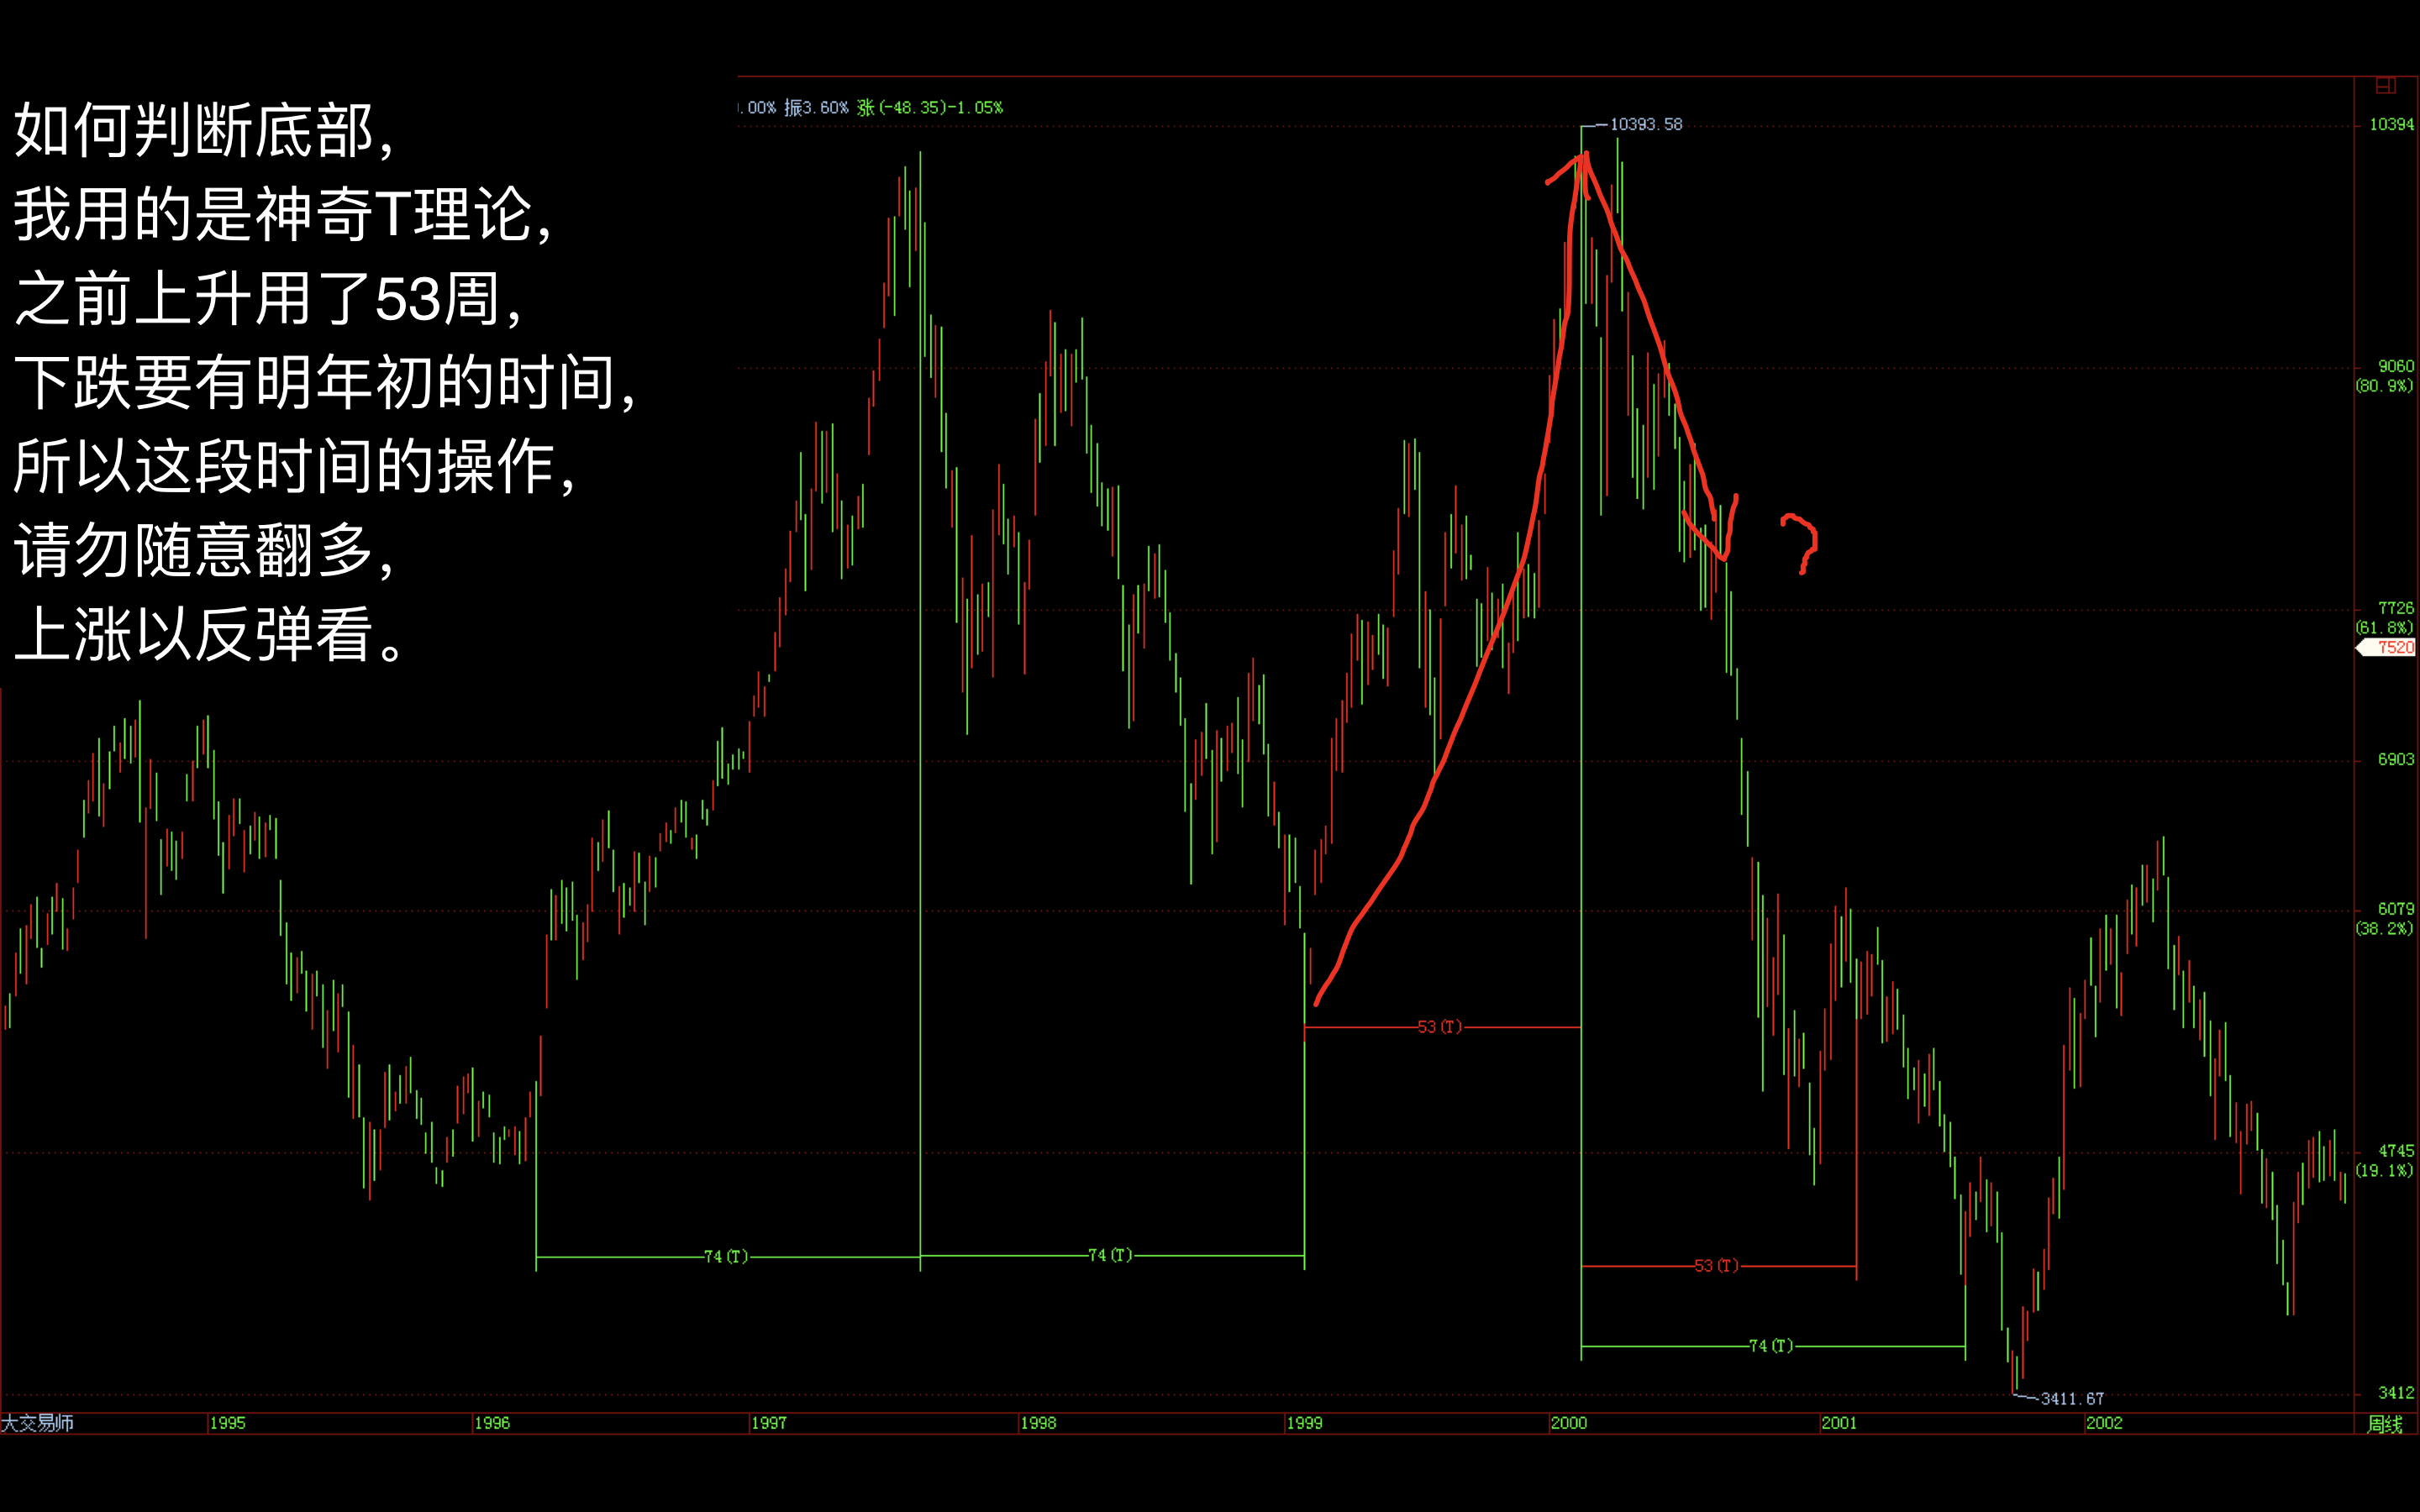 如何判断底部，
我用的是神奇T理论，
之前上升用了53周，
下跌要有明年初的时间，
所以这段时间的操作，
请勿随意翻多，
上涨以反弹看。
.00% 振3.60% 涨(-48.35)-1.05%
10393.58
10394
9060
(80.9%)
?
7726
(61.8%)
7520
6903
6079
(38.2%)
53(T)
4745
(19.1%)
74(T)
74(T)
53(T)
74(T)
3411.67
3412
大交易师
1995
1996
1997
1998
1999
2000
2001
2002
周线